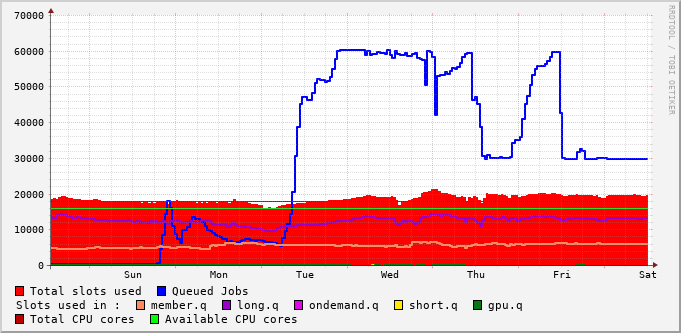 RRDTOOL / TOBI OETIKER
70000
60000
50000
40000
30000
20000
10000
0
Sun Mon Tue Wed Thu Fri Sat
Total slots used Queued Jobs
Slots used in : member.q long.q ondemand.q short.q gpu.q
Total CPU cores Available CPU cores